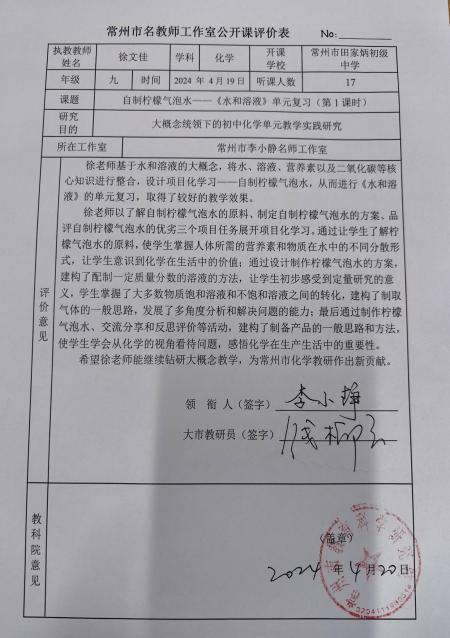 常州市名教师工作室公开课评价表 No:
执教教师姓名 徐文佳 学科 化学 开课学校 常州市田家炳初级中学
年级 九 时间 2024 年 4 月 19 日 听课人数 17
课题 自制柠檬气泡水——《水和溶液》单元复习（第 1 课时）
研究目的 大概念统领下的初中化学单元教学实践研究
所在工作室 常州市李小静名师工作室
评价意见
徐老师基于水和溶液的大概念，将水、溶液、营养素以及二氧化碳等核
心知识进行整合，设计项目化学习——自制柠檬气泡水，从而进行《水和溶
液》的单元复习，取得了较好的教学效果。
徐老师以了解自制柠檬气泡水的原料、制定自制柠檬气泡水的方案、品
评自制柠檬气泡水的优劣三个项目任务展开项目化学习。通过让学生了解柠
檬气泡水的原料，使学生掌握人体所需的营养素和物质在水中的不同分散形
式，让学生意识到化学在生活中的价值；通过设计制作柠檬气泡水的方案，
建构了配制一定质量分数的溶液的方法，让学生初步感受到定量研究的意
义，学生掌握了大多数物质饱和溶液和不饱和溶液之间的转化，建构了制取
气体的一般思路，发展了多角度分析和解决问题的能力；最后通过制作柠檬
气泡水、交流分享和反思评价等活动，建构了制备产品的一般思路和方法，
使学生学会从化学的视角看待问题，感悟化学在生产生活中的重要性。
希望徐老师能继续钻研大概念教学，为常州市化学教研作出新贡献。
领 衔 人（签字） 李小静
大市教研员（签字）
教科院意见
（盖章）
2024 年 4 月 20 日